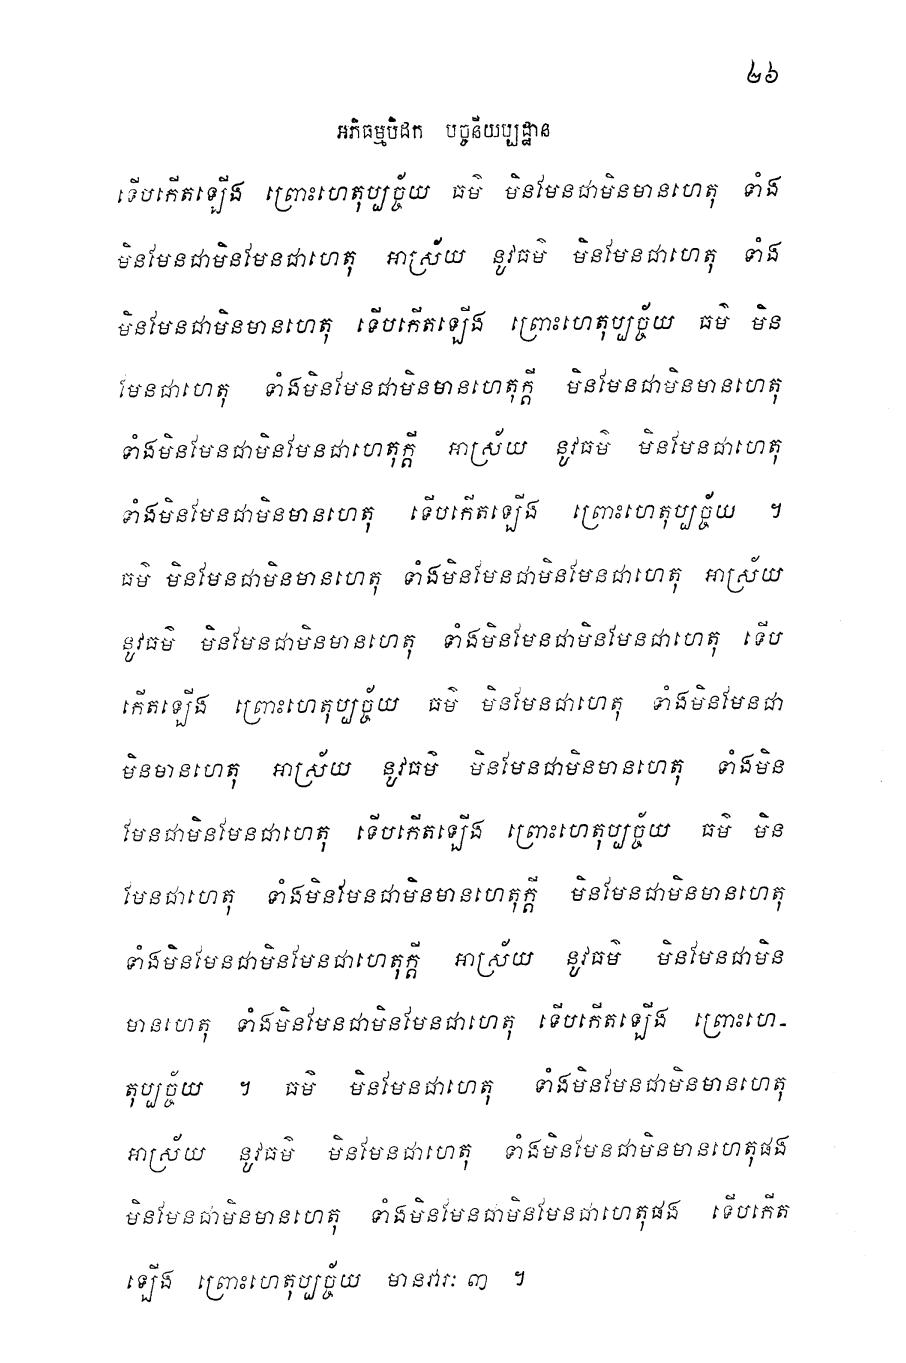 ២៦
អភិធម្មបិដក បច្ចនីយប្បដ្ឋាន
ទើបកើតឡើង ព្រោះហេតុប្បច្ច័យ ធម៌ មិនមែនជាមិនមានហេតុ ទាំង
មិនមែនជាមិនមែនជាហេតុ អាស្រ័យ នូវធម៌ មិនមែនជាហេតុ ទាំង
មិនមែនជាមិនមានហេតុ ទើបកើតឡើង ព្រោះហេតុប្បច្ច័យ ធម៌ មិន
មែនជាហេតុ ទាំងមិនមែនជាមិនមានហេតុក្តី មិនមែនជាមិនមានហេតុ
ទាំងមិនមែនជាមិនមែនជាហេតុក្តី អាស្រ័យ នូវធម៌ មិនមែនជាហេតុ
ទាំងមិនមែនជាមិនមានហេតុ ទើបកើតឡើង ព្រោះហេតុប្បច្ច័យ ។
ធម៌ មិនមែនជាមិនមានហេតុ ទាំងមិនមែនជាមិនមែនជាហេតុ អាស្រ័យ
នូវធម៌ មិនមែនជាមិនមានហេតុ ទាំងមិនមែនជាមិនមែនជាហេតុ ទើប
កើតឡើង ព្រោះហេតុប្បច្ច័យ ធម៌ មិនមែនជាហេតុ ទាំងមិនមែនជា
មិនមានហេតុ អាស្រ័យ នូវធម៌ មិនមែនជាមិនមានហេតុ ទាំងមិន
មែនជាមិនមែនជាហេតុ ទើបកើតឡើង ព្រោះហេតុប្បច្ច័យ ធម៌ មិន
មែនជាហេតុ ទាំងមិនមែនជាមិនមានហេតុក្តី មិនមែនជាមិនមានហេតុ
ទាំងមិនមែនជាមិនមែនជាហេតុក្តី អាស្រ័យ នូវធម៌ មិនមែនជាមិន
មានហេតុ ទាំងមិនមែនជាមិនមែនជាហេតុ ទើបកើតឡើង ព្រោះហេ-
តុប្បច្ច័យ ។ ធម៌ មិនមែនជាហេតុ ទាំងមិនមែនជាមិនមានហេតុ
អាស្រ័យ នូវធម៌ មិនមែនជាហេតុ ទាំងមិនមែនជាមិនមានហេតុផង
មិនមែនជាមិនមានហេតុ ទាំងមិនមែនជាមិនមែនជាហេតុផង ទើបកើត
ឡើង ព្រោះហេតុប្បច្ច័យ មានវារៈ ៣ ។